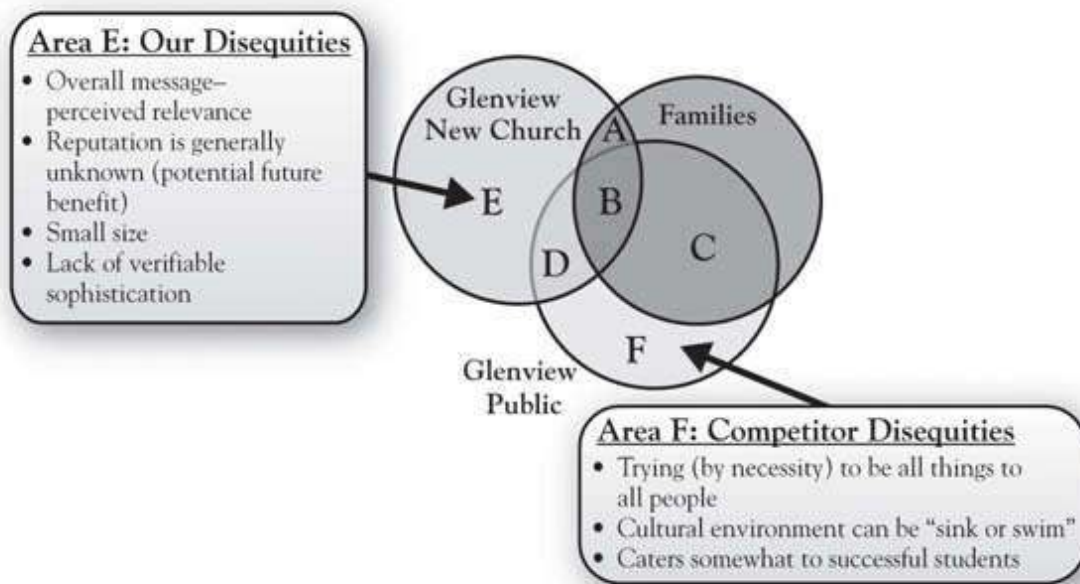 Area E: Our Disequities
• Overall message–
perceived relevance
• Reputation is generally
unknown (potential future
benefit)
• Small size
• Lack of verifiable
sophistication
Glenview
New Church
Families
A
E
B
D
C
F
Glenview
Public
Area F: Competitor Disequities
• Trying (by necessity) to be all things to
all people
• Cultural environment can be “sink or swim”
• Caters somewhat to successful students